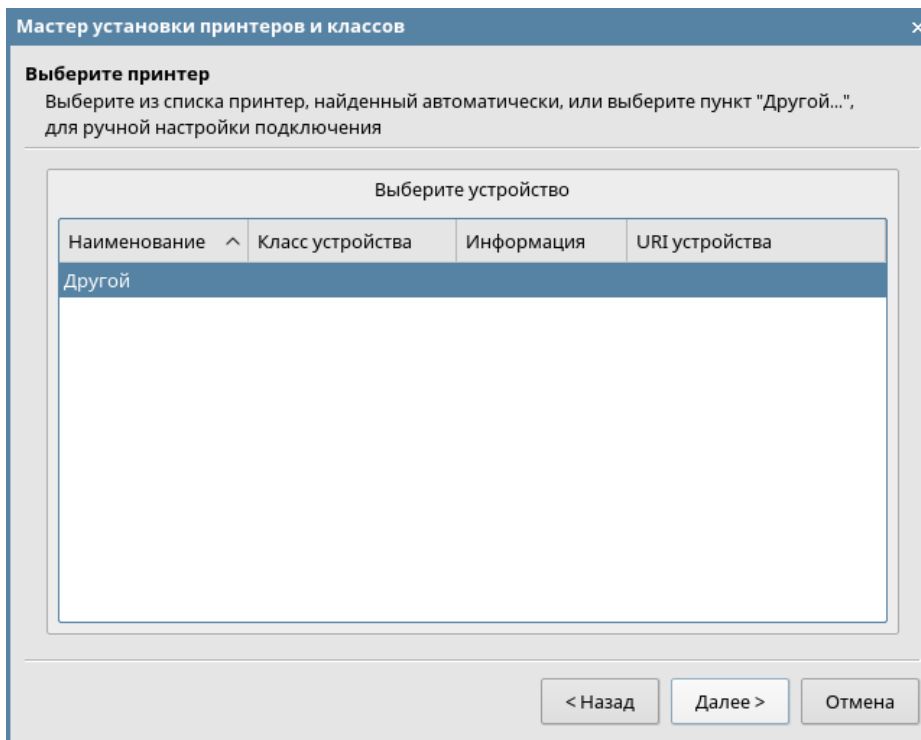 Мастер установки принтеров и классов
Выберите принтер
Выберите из списка принтер, найденный автоматически, или выберите пункт "Другой...",
для ручной настройки подключения
Выберите устройство
Наименование Класс устройства Информация URI устройства
Другой
< Назад Далее > Отмена